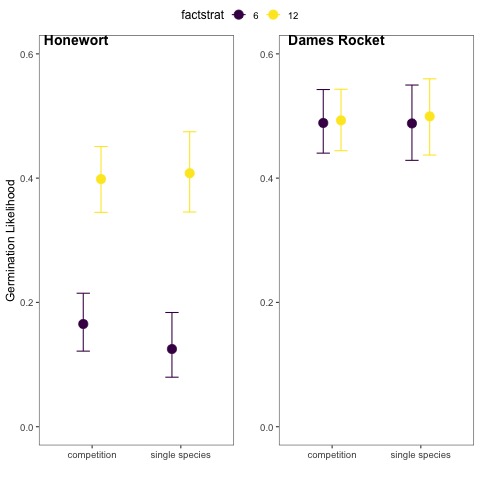 factstrat 6 12
Honewort
Dames Rocket
Germination Likelihood
0.6
0.4
0.2
0.0
competition single species
0.6
0.4
0.2
0.0
competition single species